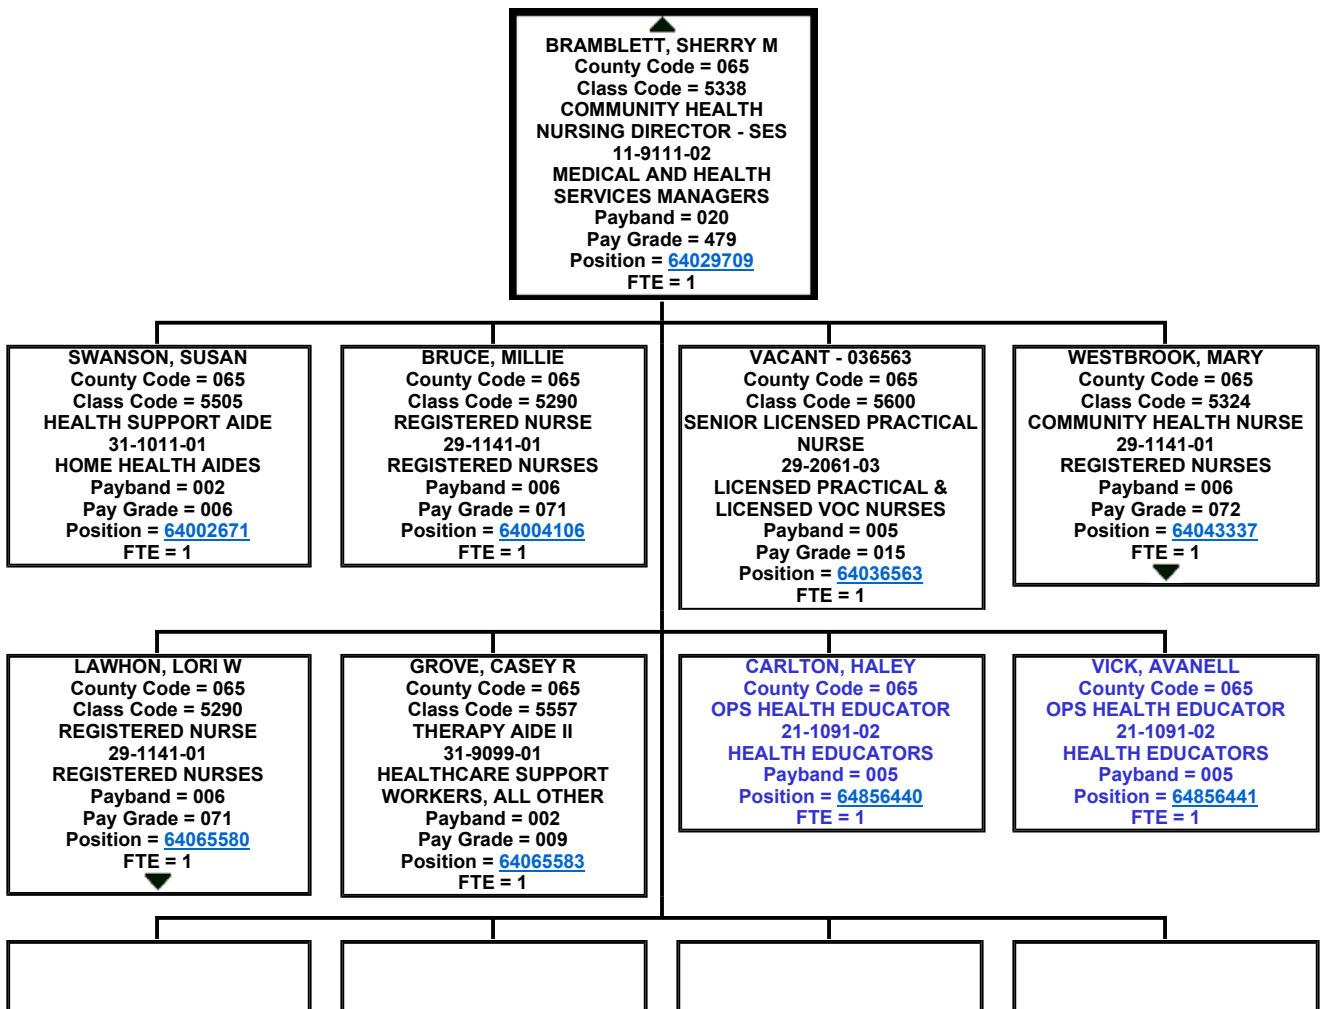 BRAMBLETT, SHERRY M
County Code = 065
Class Code = 5338
COMMUNITY HEALTH
NURSING DIRECTOR - SES
11-9111-02
MEDICAL AND HEALTH
SERVICES MANAGERS
Payband = 020
Pay Grade = 479
Position = 64029709
FTE = 1
SWANSON, SUSAN
County Code = 065
Class Code = 5505
HEALTH SUPPORT AIDE
31-1011-01
HOME HEALTH AIDES
Payband = 002
Pay Grade = 006
Position = 64002671
FTE = 1
BRUCE, MILLIE
County Code = 065
Class Code = 5290
REGISTERED NURSE
29-1141-01
REGISTERED NURSES
Payband = 006
Pay Grade = 071
Position = 64004106
FTE = 1
VACANT - 036563
County Code = 065
Class Code = 5600
SENIOR LICENSED PRACTICAL
NURSE
29-2061-03
LICENSED PRACTICAL &
LICENSED VOC NURSES
Payband = 005
Pay Grade = 015
Position = 64036563
FTE = 1
WESTBROOK, MARY
County Code = 065
Class Code = 5324
COMMUNITY HEALTH NURSE
29-1141-01
REGISTERED NURSES
Payband = 006
Pay Grade = 072
Position = 64043337
FTE = 1
LAWHON, LORI W
County Code = 065
Class Code = 5290
REGISTERED NURSE
29-1141-01
REGISTERED NURSES
Payband = 006
Pay Grade = 071
Position = 64065580
FTE = 1
GROVE, CASEY R
County Code = 065
Class Code = 5557
THERAPY AIDE II
31-9099-01
HEALTHCARE SUPPORT
WORKERS, ALL OTHER
Payband = 002
Pay Grade = 009
Position = 64065583
FTE = 1
CARLTON, HALEY
County Code = 065
OPS HEALTH EDUCATOR
21-1091-02
HEALTH EDUCATORS
Payband = 005
Position = 64856440
FTE = 1
VICK, AVANELL
County Code = 065
OPS HEALTH EDUCATOR
21-1091-02
HEALTH EDUCATORS
Payband = 005
Position = 64856441
FTE = 1